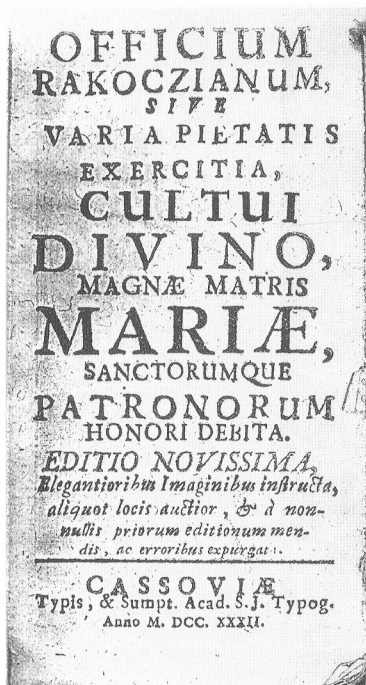 OFFICIUM
RAKOCZIANUM,
SIVE
VARIA PIETATIS
EXERCITIA,
CULTUI
DIVINO,
MAGNÆ MATRIS
MARIÆ,
SANCTORUMQUE
PATRONORUM
HONORI DEBITA.
EDITIO NOVISSIMA,
Elegantioribus Imaginibus inſtructa,
aliquot locis auctior, & à non-
nullis priorum editionum men-
dis, ac erroribus expurgata.
CASSOVIÆ
Typis, & Sumpt. Acad. S. J. Typog.
Anno M. DCC. XXXII.